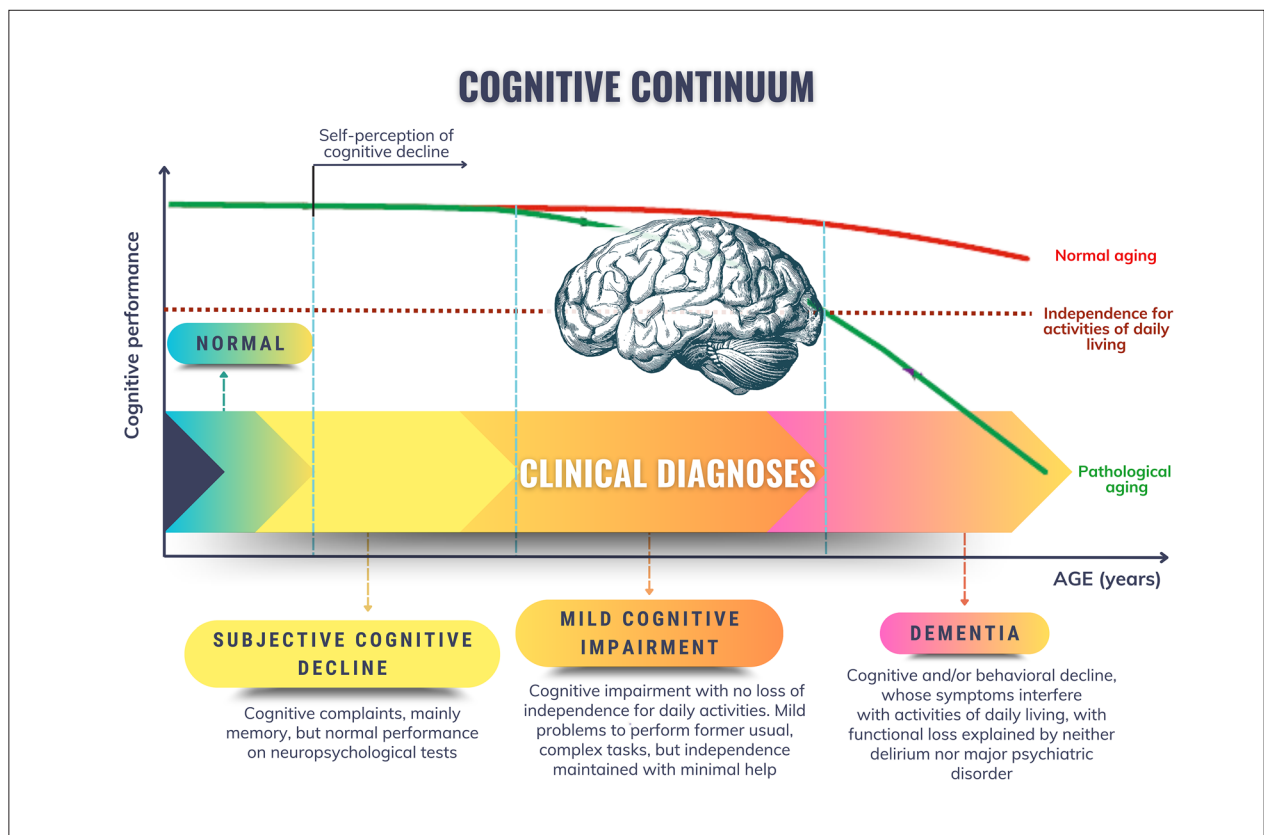 COGNITIVE CONTINUUM
Self-perception of
cognitive decline
Cognitive performance
Normal aging
Independence for
activities of daily
living
NORMAL
CLINICAL DIAGNOSES
Pathological
aging
AGE (years)
SUBJECTIVE COGNITIVE
DECLINE
Cognitive complaints, mainly
memory, but normal performance
on neuropsychological tests
MILD COGNITIVE
IMPAIRMENT
Cognitive impairment with no loss of
independence for daily activities. Mild
problems to perform former usual,
complex tasks, but independence
maintained with minimal help
DEMENTIA
Cognitive and/or behavioral decline,
whose symptoms interfere
with activities of daily living, with
functional loss explained by neither
delirium nor major psychiatric
disorder